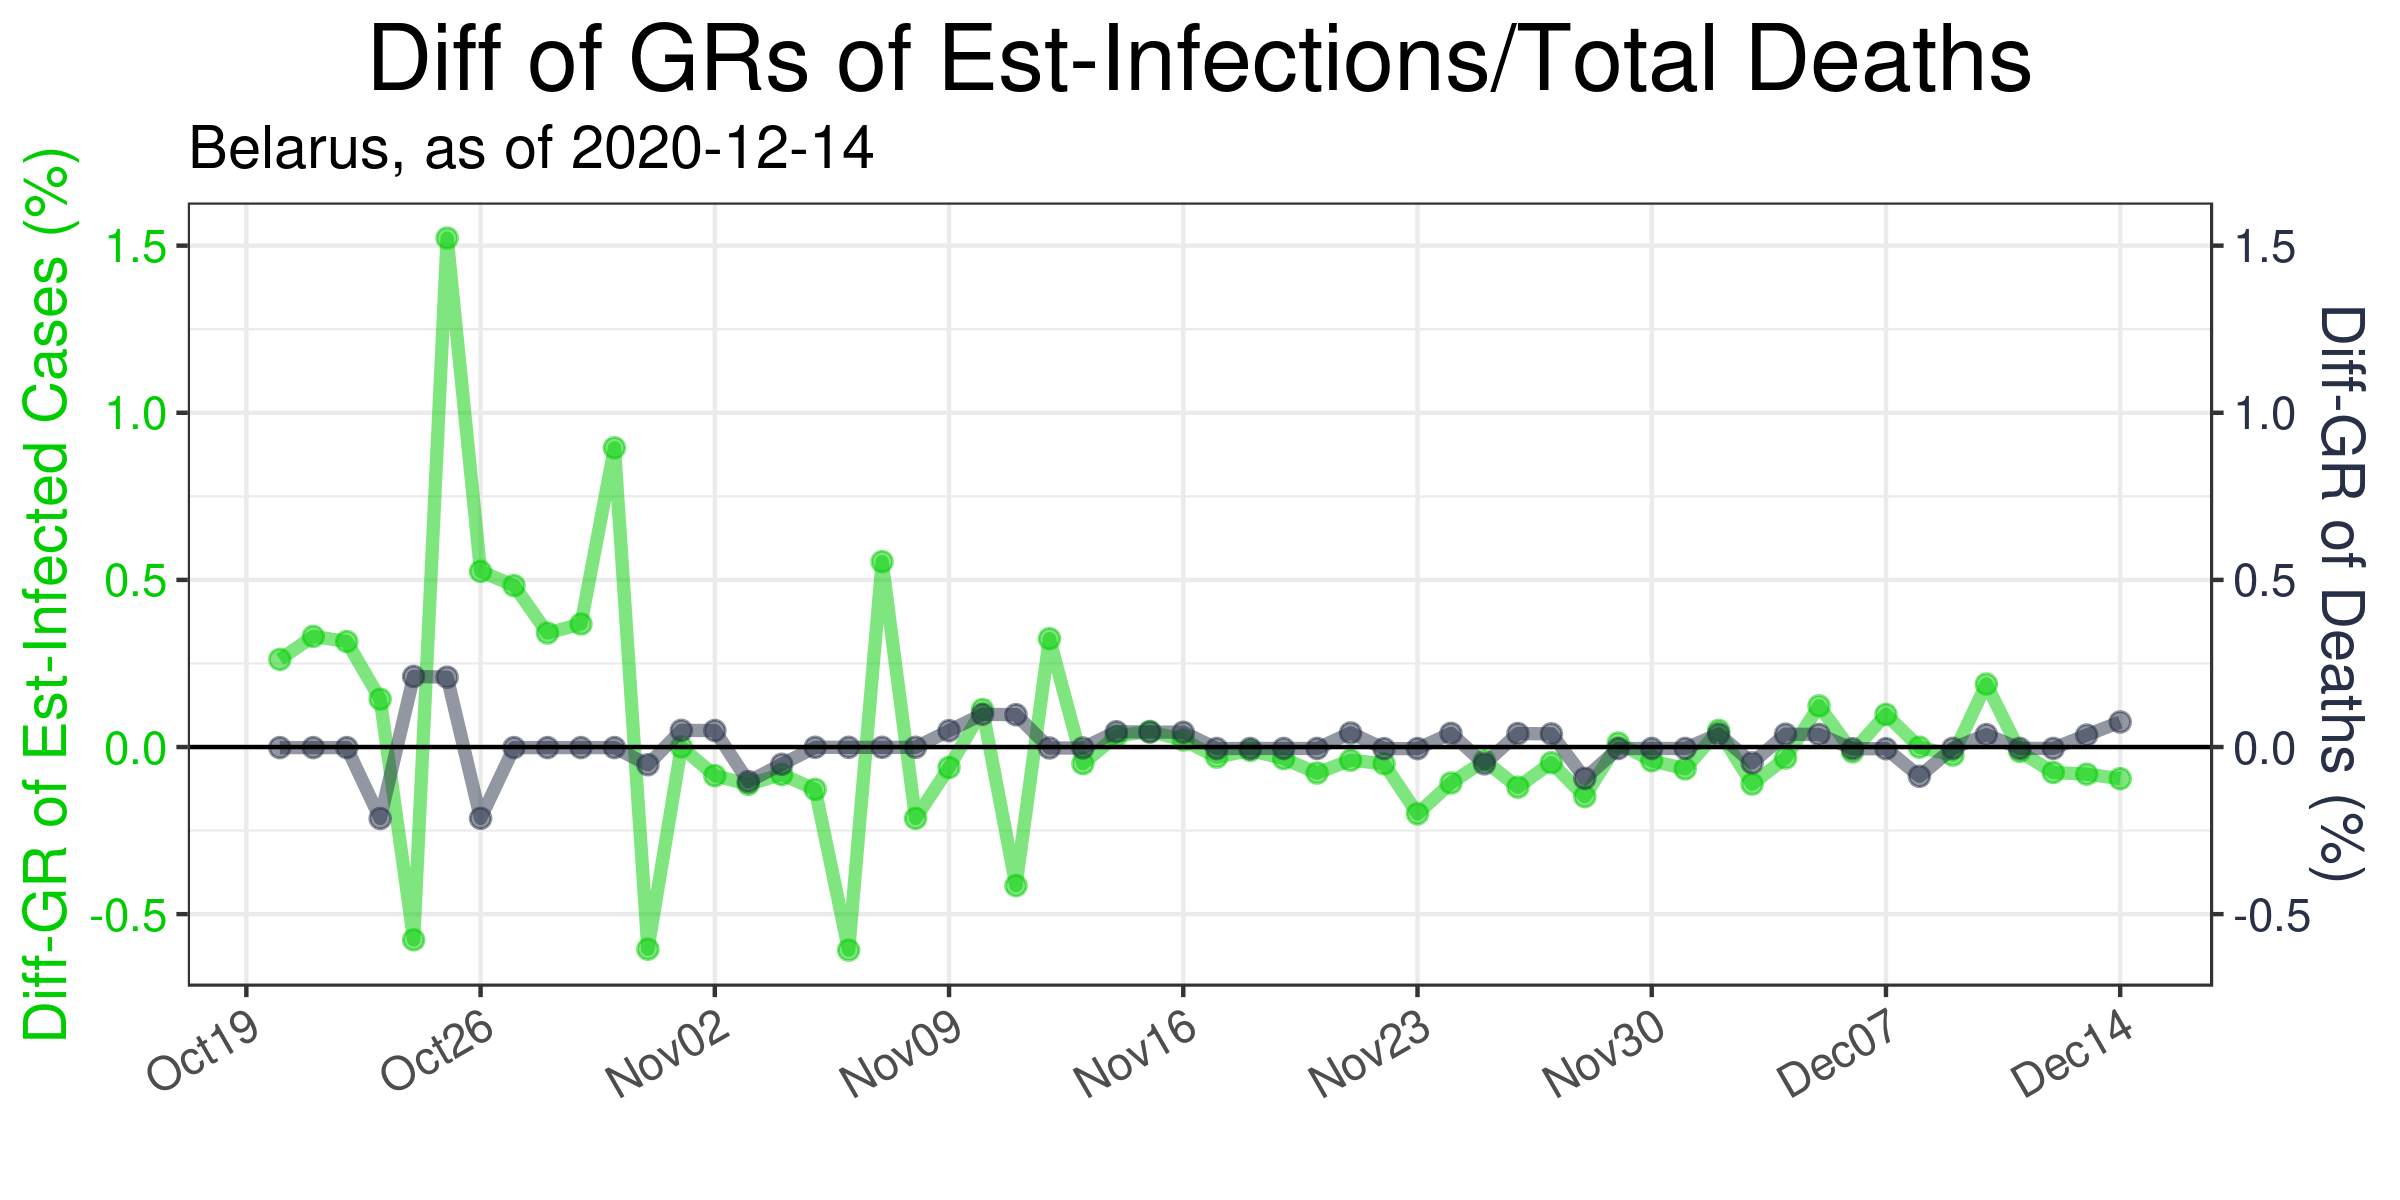 Diff of GRs of Est-Infections/Total Deaths
Belarus, as of 2020-12-14
Diff-GR of Est-Infected Cases (%)
1.5
1.0
0.5
0.0
-0.5
1.5
1.0
0.5
0.0
-0.5
Diff-GR of Deaths (%)
Oct19
Oct26
Nov02
Nov09
Nov16
Nov23
Nov30
Dec07
Dec14